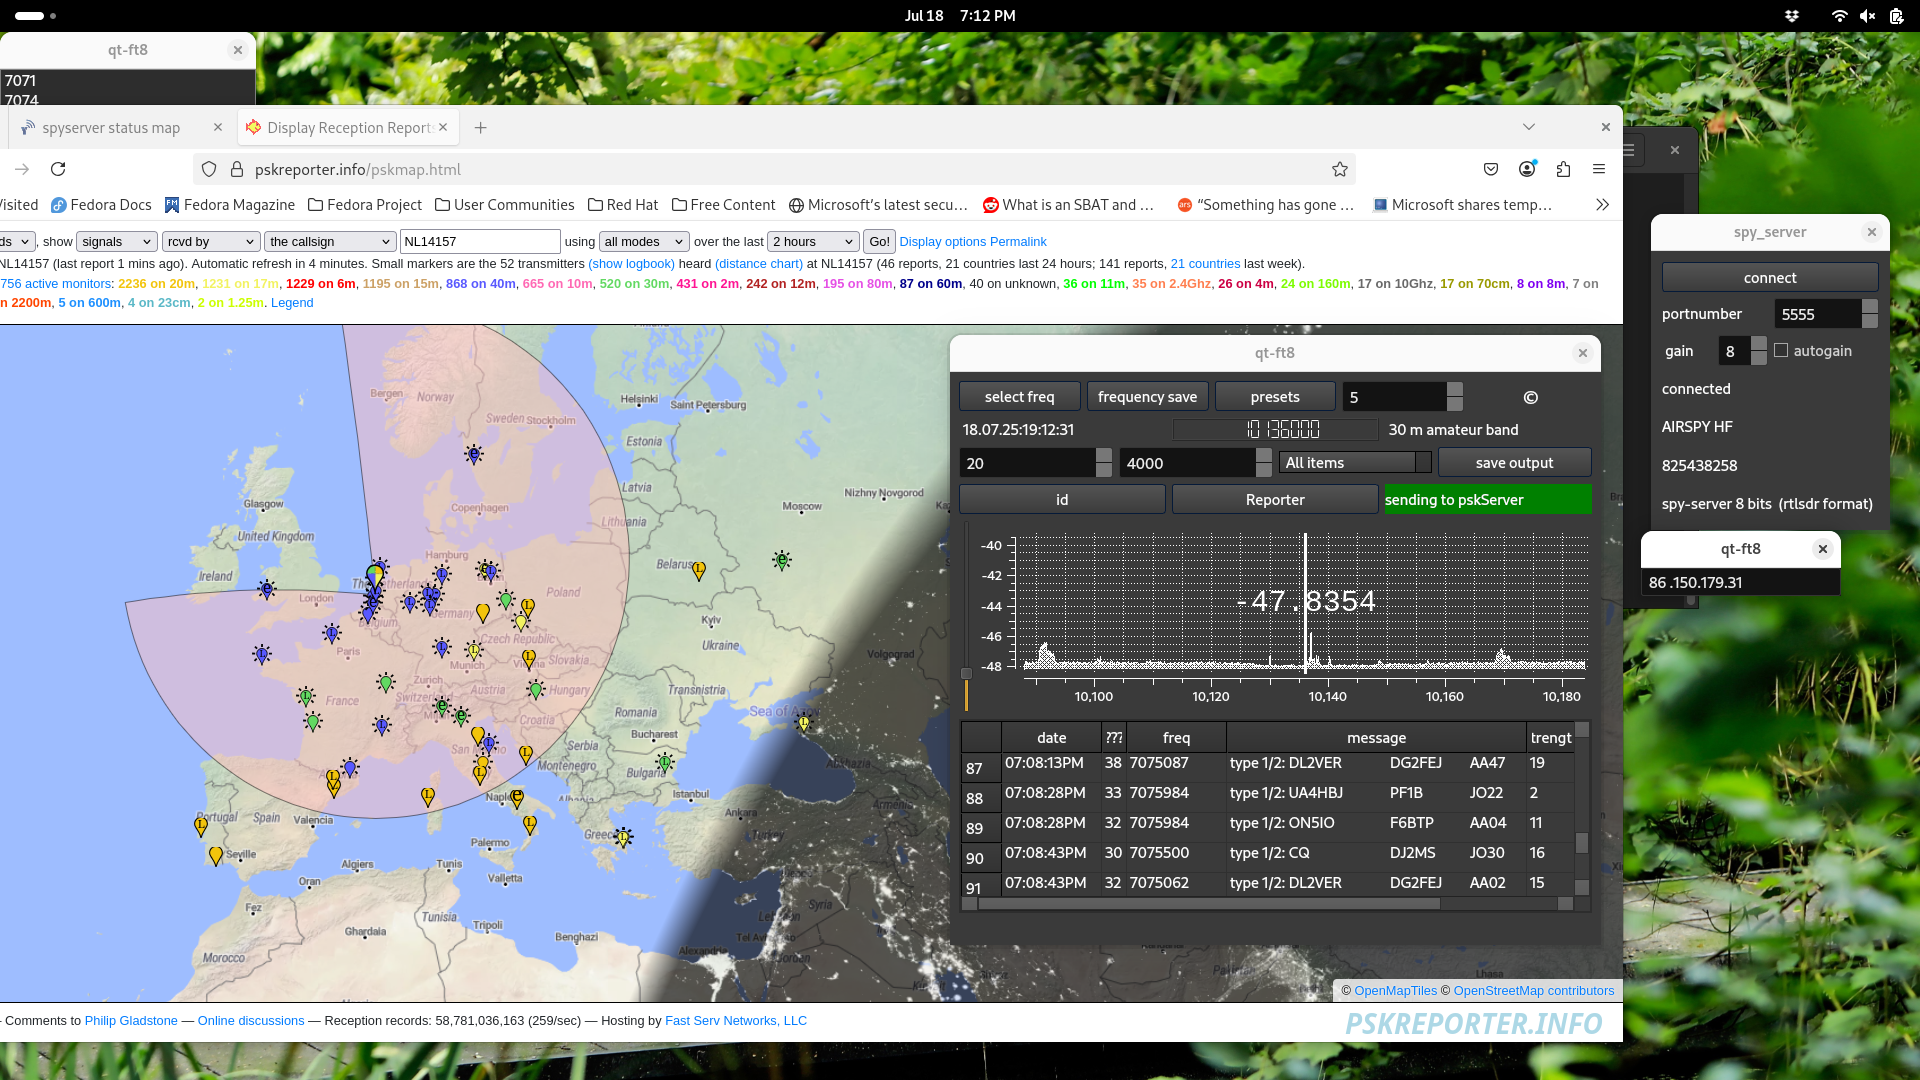 Jul 18 7:12 PM
qt-ft8
7071
7074
spyserver status map
Display Reception Reports
pskreporter.info/pskmap.html
Fedora Docs
Fedora Magazine
Fedora Project
User Communities
Red Hat
Free Content
Microsoft's latest secu…
What is an SBAT and …
“Something has gone …
Microsoft shares temp…
, show signals rcvd by the callsign NL14157 using all modes over the last 2 hours Go! Display options Permalink
NL14157 (last report 1 mins ago). Automatic refresh in 4 minutes. Small markers are the 52 transmitters (show logbook) heard (distance chart) at NL14157 (46 reports, 21 countries last 24 hours; 141 reports, 21 countries last week).
756 active monitors: 2236 on 20m, 1231 on 17m, 1229 on 6m, 1195 on 15m, 868 on 40m, 665 on 10m, 520 on 30m, 431 on 2m, 242 on 12m, 195 on 80m, 87 on 60m, 40 on unknown, 36 on 11m, 35 on 2.4Ghz, 26 on 4m, 24 on 160m, 17 on 10Ghz, 17 on 70cm, 8 on 8m, 7 on
2200m, 5 on 600m, 4 on 23cm, 2 on 1.25m. Legend
Bergen
Norway
Sweden
Stockholm
Helsinki
Saint Petersburg
Estonia
Latvia
Lithuania
Moscow
Nizhny Novgorod
Glasgow
Copenhagen
United Kingdom
Ireland
Hamburg
London
Belgium
Germany
Poland
Belarus
Kyiv
Ukraine
Volgograd
Czech Republic
Paris
Munich
Vienna
Slovakia
Zurich
Switzerland
Austria
Hungary
France
Croatia
Romania
Transnistria
Sea of Azov
Serbia
Bucharest
San Marino
Montenegro
Bulgaria
Abkhazia
Albania
Istanbul
Ankara
Armenia
Portugal
Spain
Valencia
Seville
Palermo
Greece
Turkey
Algiers
Tunis
Valletta
Oran
Fez
Tunisia
Tripoli
Benghazi
Ghardaia
Morocco
Alexandria
Syria
Jordan
qt-ft8
select freq
frequency save
presets
5
©
18.07.25:19:12:31
10 136000
30 m amateur band
20
4000
All items
save output
id
Reporter
sending to pskServer
-40
-42
-44
-46
-48
-47.8354
10,100 10,120 10,140 10,160 10,180
date ??? freq message trengt
87 07:08:13PM 38 7075087 type 1/2: DL2VER DG2FEJ AA47 19
88 07:08:28PM 33 7075984 type 1/2: UA4HBJ PF1B JO22 2
89 07:08:28PM 32 7075984 type 1/2: ON5IO F6BTP AA04 11
90 07:08:43PM 30 7075500 type 1/2: CQ DJ2MS JO30 16
91 07:08:43PM 32 7075062 type 1/2: DL2VER DG2FEJ AA02 15
© OpenMapTiles © OpenStreetMap contributors
— Comments to Philip Gladstone — Online discussions — Reception records: 58,781,036,163 (259/sec) — Hosting by Fast Serv Networks, LLC
PSKREPORTER.INFO
spy_server
connect
portnumber 5555
gain 8 autogain
connected
AIRSPY HF
825438258
spy-server 8 bits (rtlsdr format)
qt-ft8
86 .150.179.31